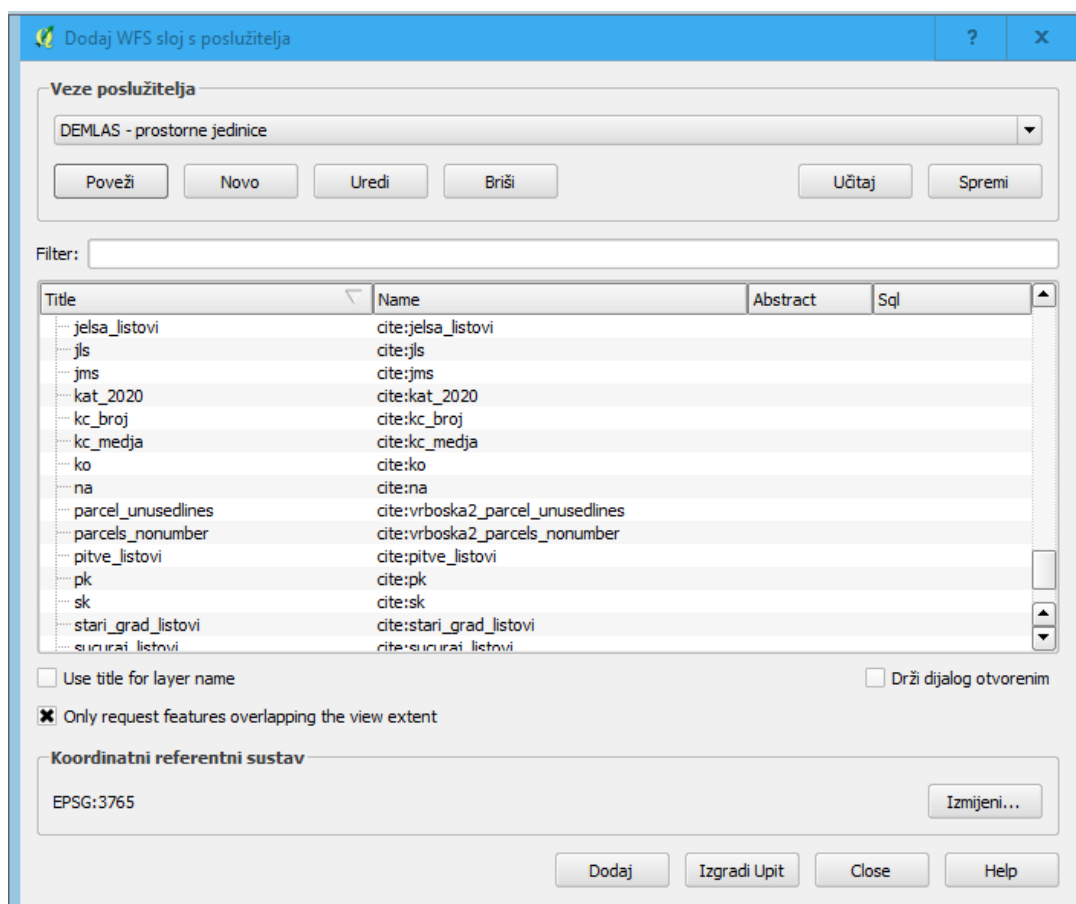 Dodaj WFS sloj s poslužitelja ? x
Veze poslužitelja
DEMLAS - prostorne jedinice
Poveži Novo Uredi Briši Učitaj Spremi
Filter:
Title Name Abstract Sql
jelsa_listovi cite:jelsa_listovi
jls cite:jls
jms cite:jms
kat_2020 cite:kat_2020
kc_broj cite:kc_broj
kc_medja cite:kc_medja
ko cite:ko
na cite:na
parcel_unusedlines cite:vrboska2_parcel_unusedlines
parcels_nonumber cite:vrboska2_parcels_nonumber
pitve_listovi cite:pitve_listovi
pk cite:pk
sk cite:sk
stari_grad_listovi cite:stari_grad_listovi
sucuraj_listovi cite:sucuraj_listovi
Use title for layer name Drži dijalog otvorenim
Only request features overlapping the view extent
Koordinatni referentni sustav
EPSG:3765 Izmijeni...
Dodaj Izgradi Upit Close Help